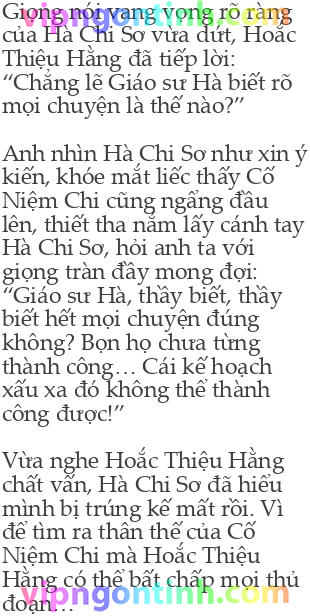 Giọng nói vang vọng rõ ràng
của Hà Chi Sơ vừa dứt, Hoắc
Thiệu Hằng đã tiếp lời:
“Chẳng lẽ Giáo sư Hà biết rõ
mọi chuyện là thế nào?”

Anh nhìn Hà Chi Sơ như xin ý
kiến, khóe mắt liếc thấy Cố
Niệm Chi cũng ngẩng đầu
lên, thiết tha nắm lấy cánh tay
Hà Chi Sơ, hỏi anh ta với
giọng tràn đầy mong đợi:
“Giáo sư Hà, thầy biết, thầy
biết hết mọi chuyện đúng
không? Bọn họ chưa từng
thành công… Cái kế hoạch
xấu xa đó không thể thành
công được!”

Vừa nghe Hoắc Thiệu Hằng
chất vấn, Hà Chi Sơ đã hiểu
mình bị trúng kế mất rồi. Vì
để tìm ra thân thế của Cố
Niệm Chi mà Hoắc Thiệu
Hằng có thể bất chấp mọi thủ
đoạn…
vipngontinh.com
vipngontinh.com